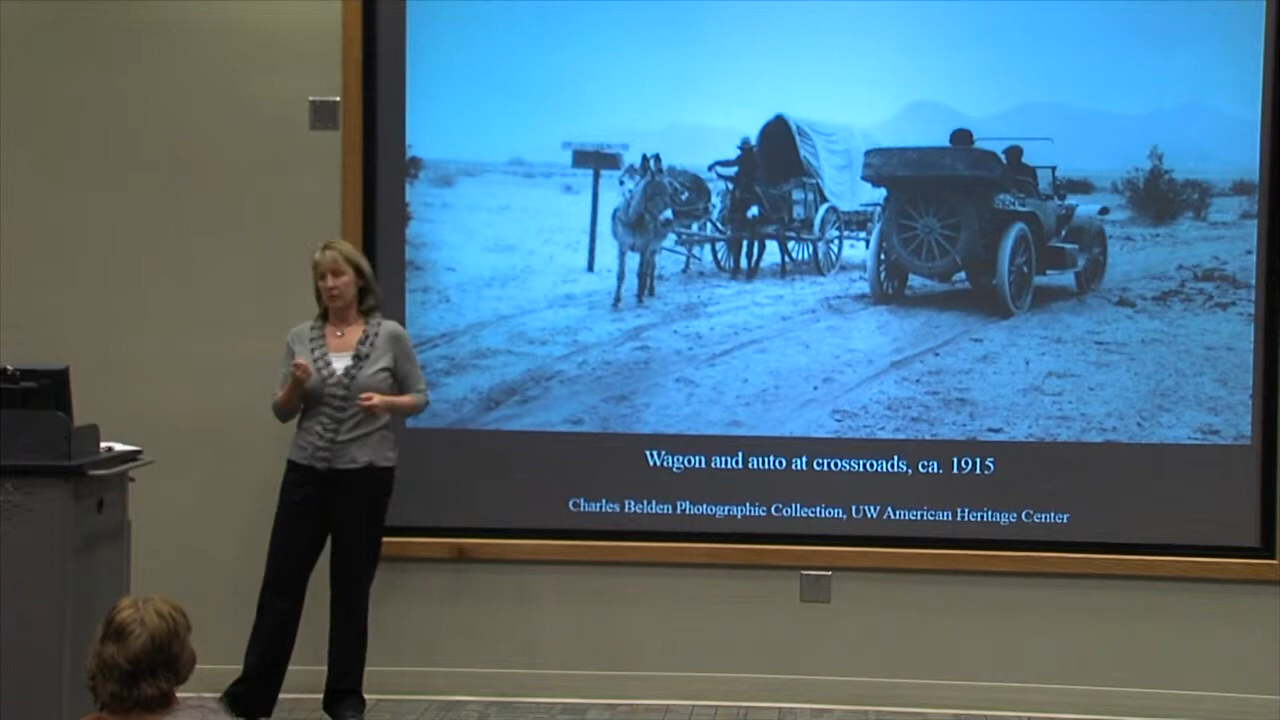 Wagon and auto at crossroads, ca. 1915
Charles Belden Photographic Collection, UW American Heritage Center